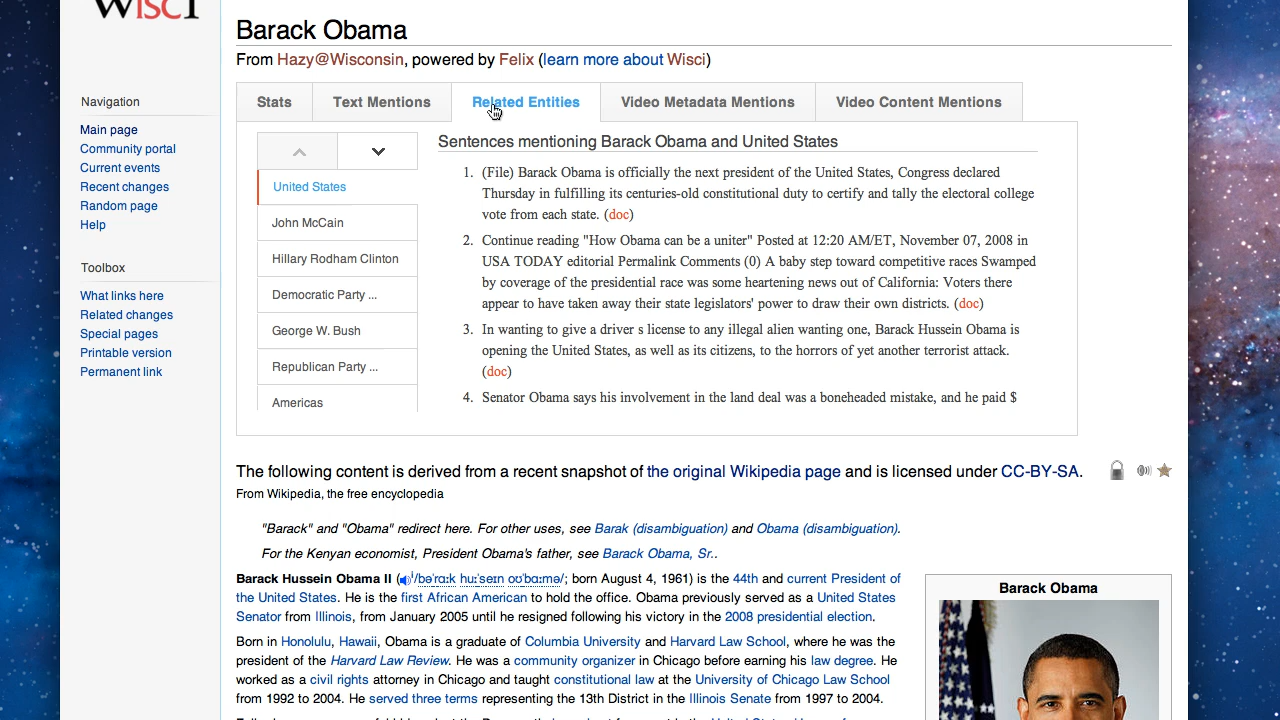 WISCI
Barack Obama
From Hazy@Wisconsin, powered by Felix (learn more about Wisci)
Stats
Text Mentions
Related Entities
Video Metadata Mentions
Video Content Mentions
Navigation
Main page
Community portal
Current events
Recent changes
Random page
Help
Toolbox
What links here
Related changes
Special pages
Printable version
Permanent link
United States
John McCain
Hillary Rodham Clinton
Democratic Party ...
George W. Bush
Republican Party ...
Americas
Sentences mentioning Barack Obama and United States
1. (File) Barack Obama is officially the next president of the United States, Congress declared
Thursday in fulfilling its centuries-old constitutional duty to certify and tally the electoral college
vote from each state. (doc)
2. Continue reading "How Obama can be a uniter" Posted at 12:20 AM/ET, November 07, 2008 in
USA TODAY editorial Permalink Comments (0) A baby step toward competitive races Swamped
by coverage of the presidential race was some heartening news out of California: Voters there
appear to have taken away their state legislators' power to draw their own districts. (doc)
3. In wanting to give a driver s license to any illegal alien wanting one, Barack Hussein Obama is
opening the United States, as well as its citizens, to the horrors of yet another terrorist attack.
(doc)
4. Senator Obama says his involvement in the land deal was a boneheaded mistake, and he paid $
The following content is derived from a recent snapshot of the original Wikipedia page and is licensed under CC-BY-SA.
From Wikipedia, the free encyclopedia
"Barack" and "Obama" redirect here. For other uses, see Barak (disambiguation) and Obama (disambiguation).
For the Kenyan economist, President Obama's father, see Barack Obama, Sr..
Barack Hussein Obama II (/bəˈrɑːk huːˈseɪn oʊˈbɑːmə/; born August 4, 1961) is the 44th and current President of
the United States. He is the first African American to hold the office. Obama previously served as a United States
Senator from Illinois, from January 2005 until he resigned following his victory in the 2008 presidential election.
Born in Honolulu, Hawaii, Obama is a graduate of Columbia University and Harvard Law School, where he was the
president of the Harvard Law Review. He was a community organizer in Chicago before earning his law degree. He
worked as a civil rights attorney in Chicago and taught constitutional law at the University of Chicago Law School
from 1992 to 2004. He served three terms representing the 13th District in the Illinois Senate from 1997 to 2004.
Barack Obama